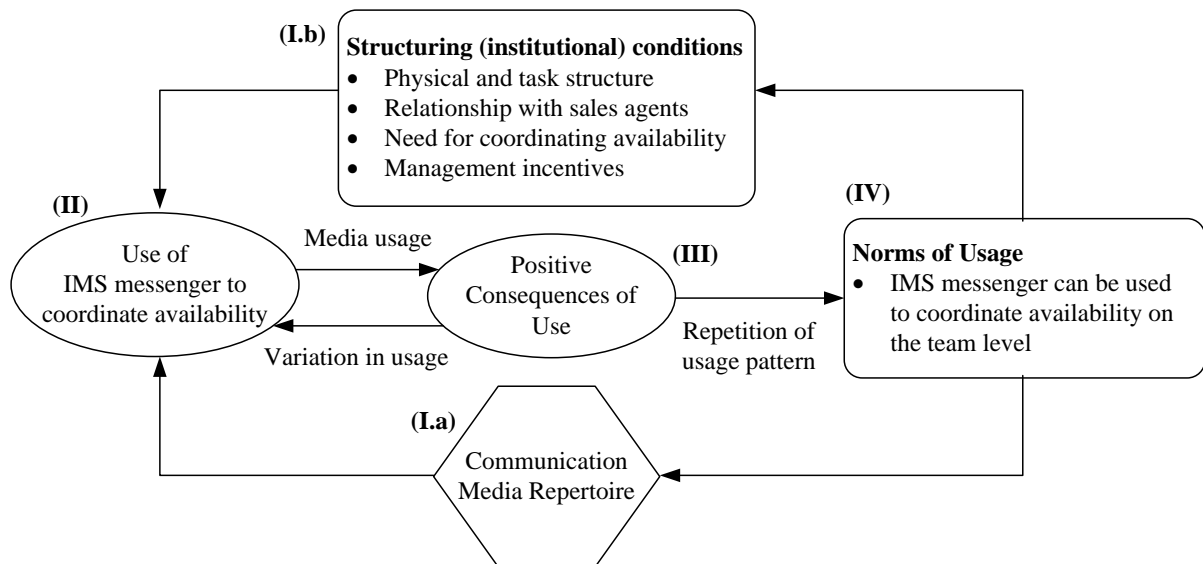 (I.b)
Structuring (institutional) conditions
• Physical and task structure
• Relationship with sales agents
• Need for coordinating availability
• Management incentives
(II)
Use of
IMS messenger to
coordinate availability
Media usage
Variation in usage
Positive
Consequences of
Use
(III)
Repetition of
usage pattern
(IV)
Norms of Usage
• IMS messenger can be used
to coordinate availability on
the team level
(I.a)
Communication
Media Repertoire